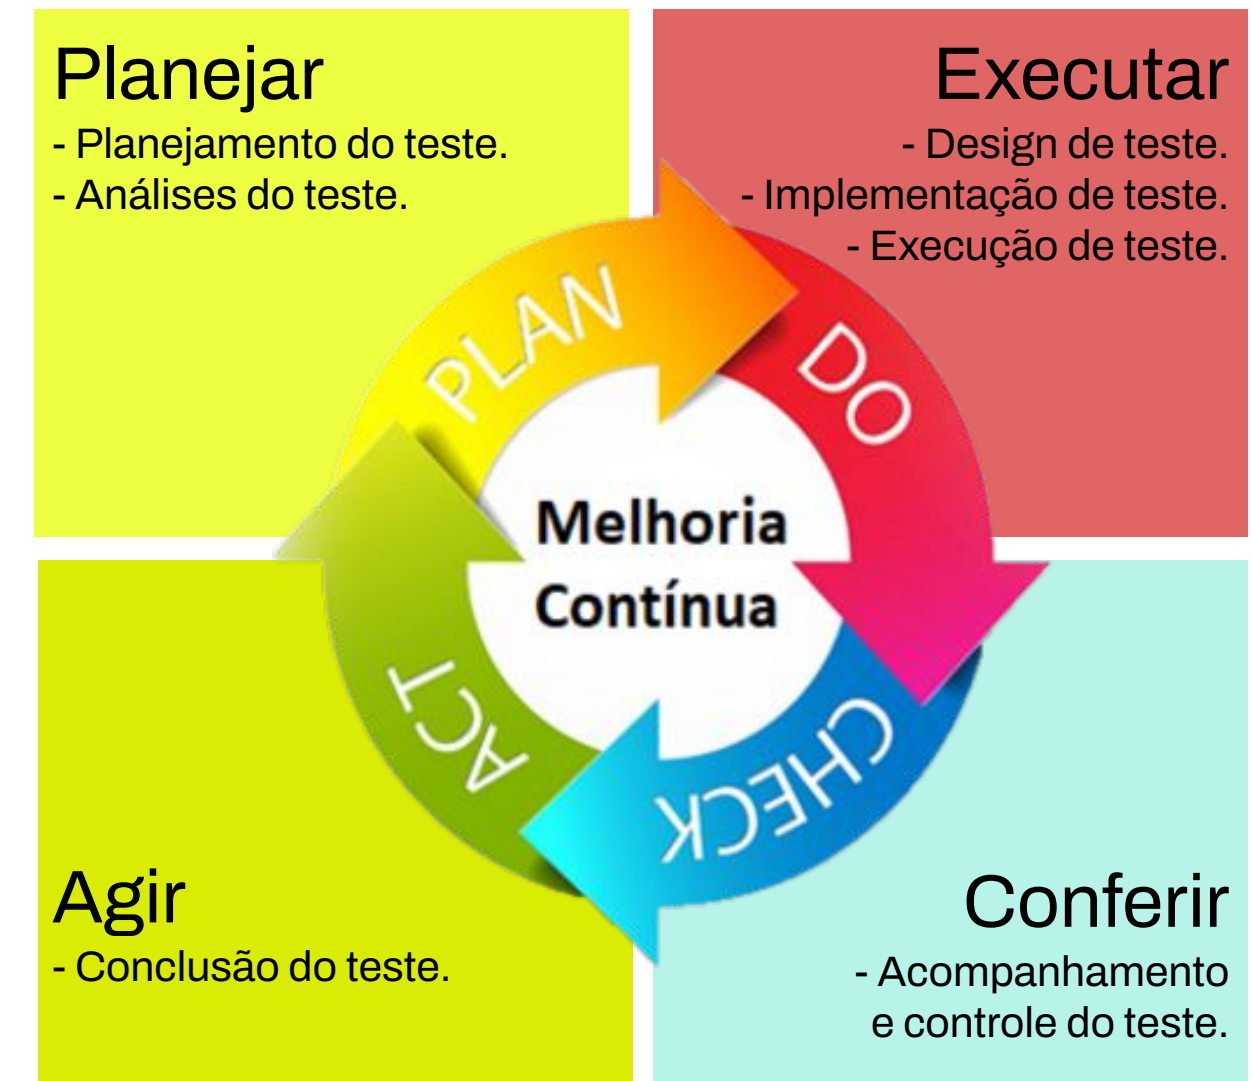 Planejar
- Planejamento do teste.
- Análises do teste.
Executar
- Design de teste.
- Implementação de teste.
- Execução de teste.
PLAN
DO
Melhoria
Contínua
ACT
CHECK
Agir
- Conclusão do teste.
Conferir
- Acompanhamento
e controle do teste.